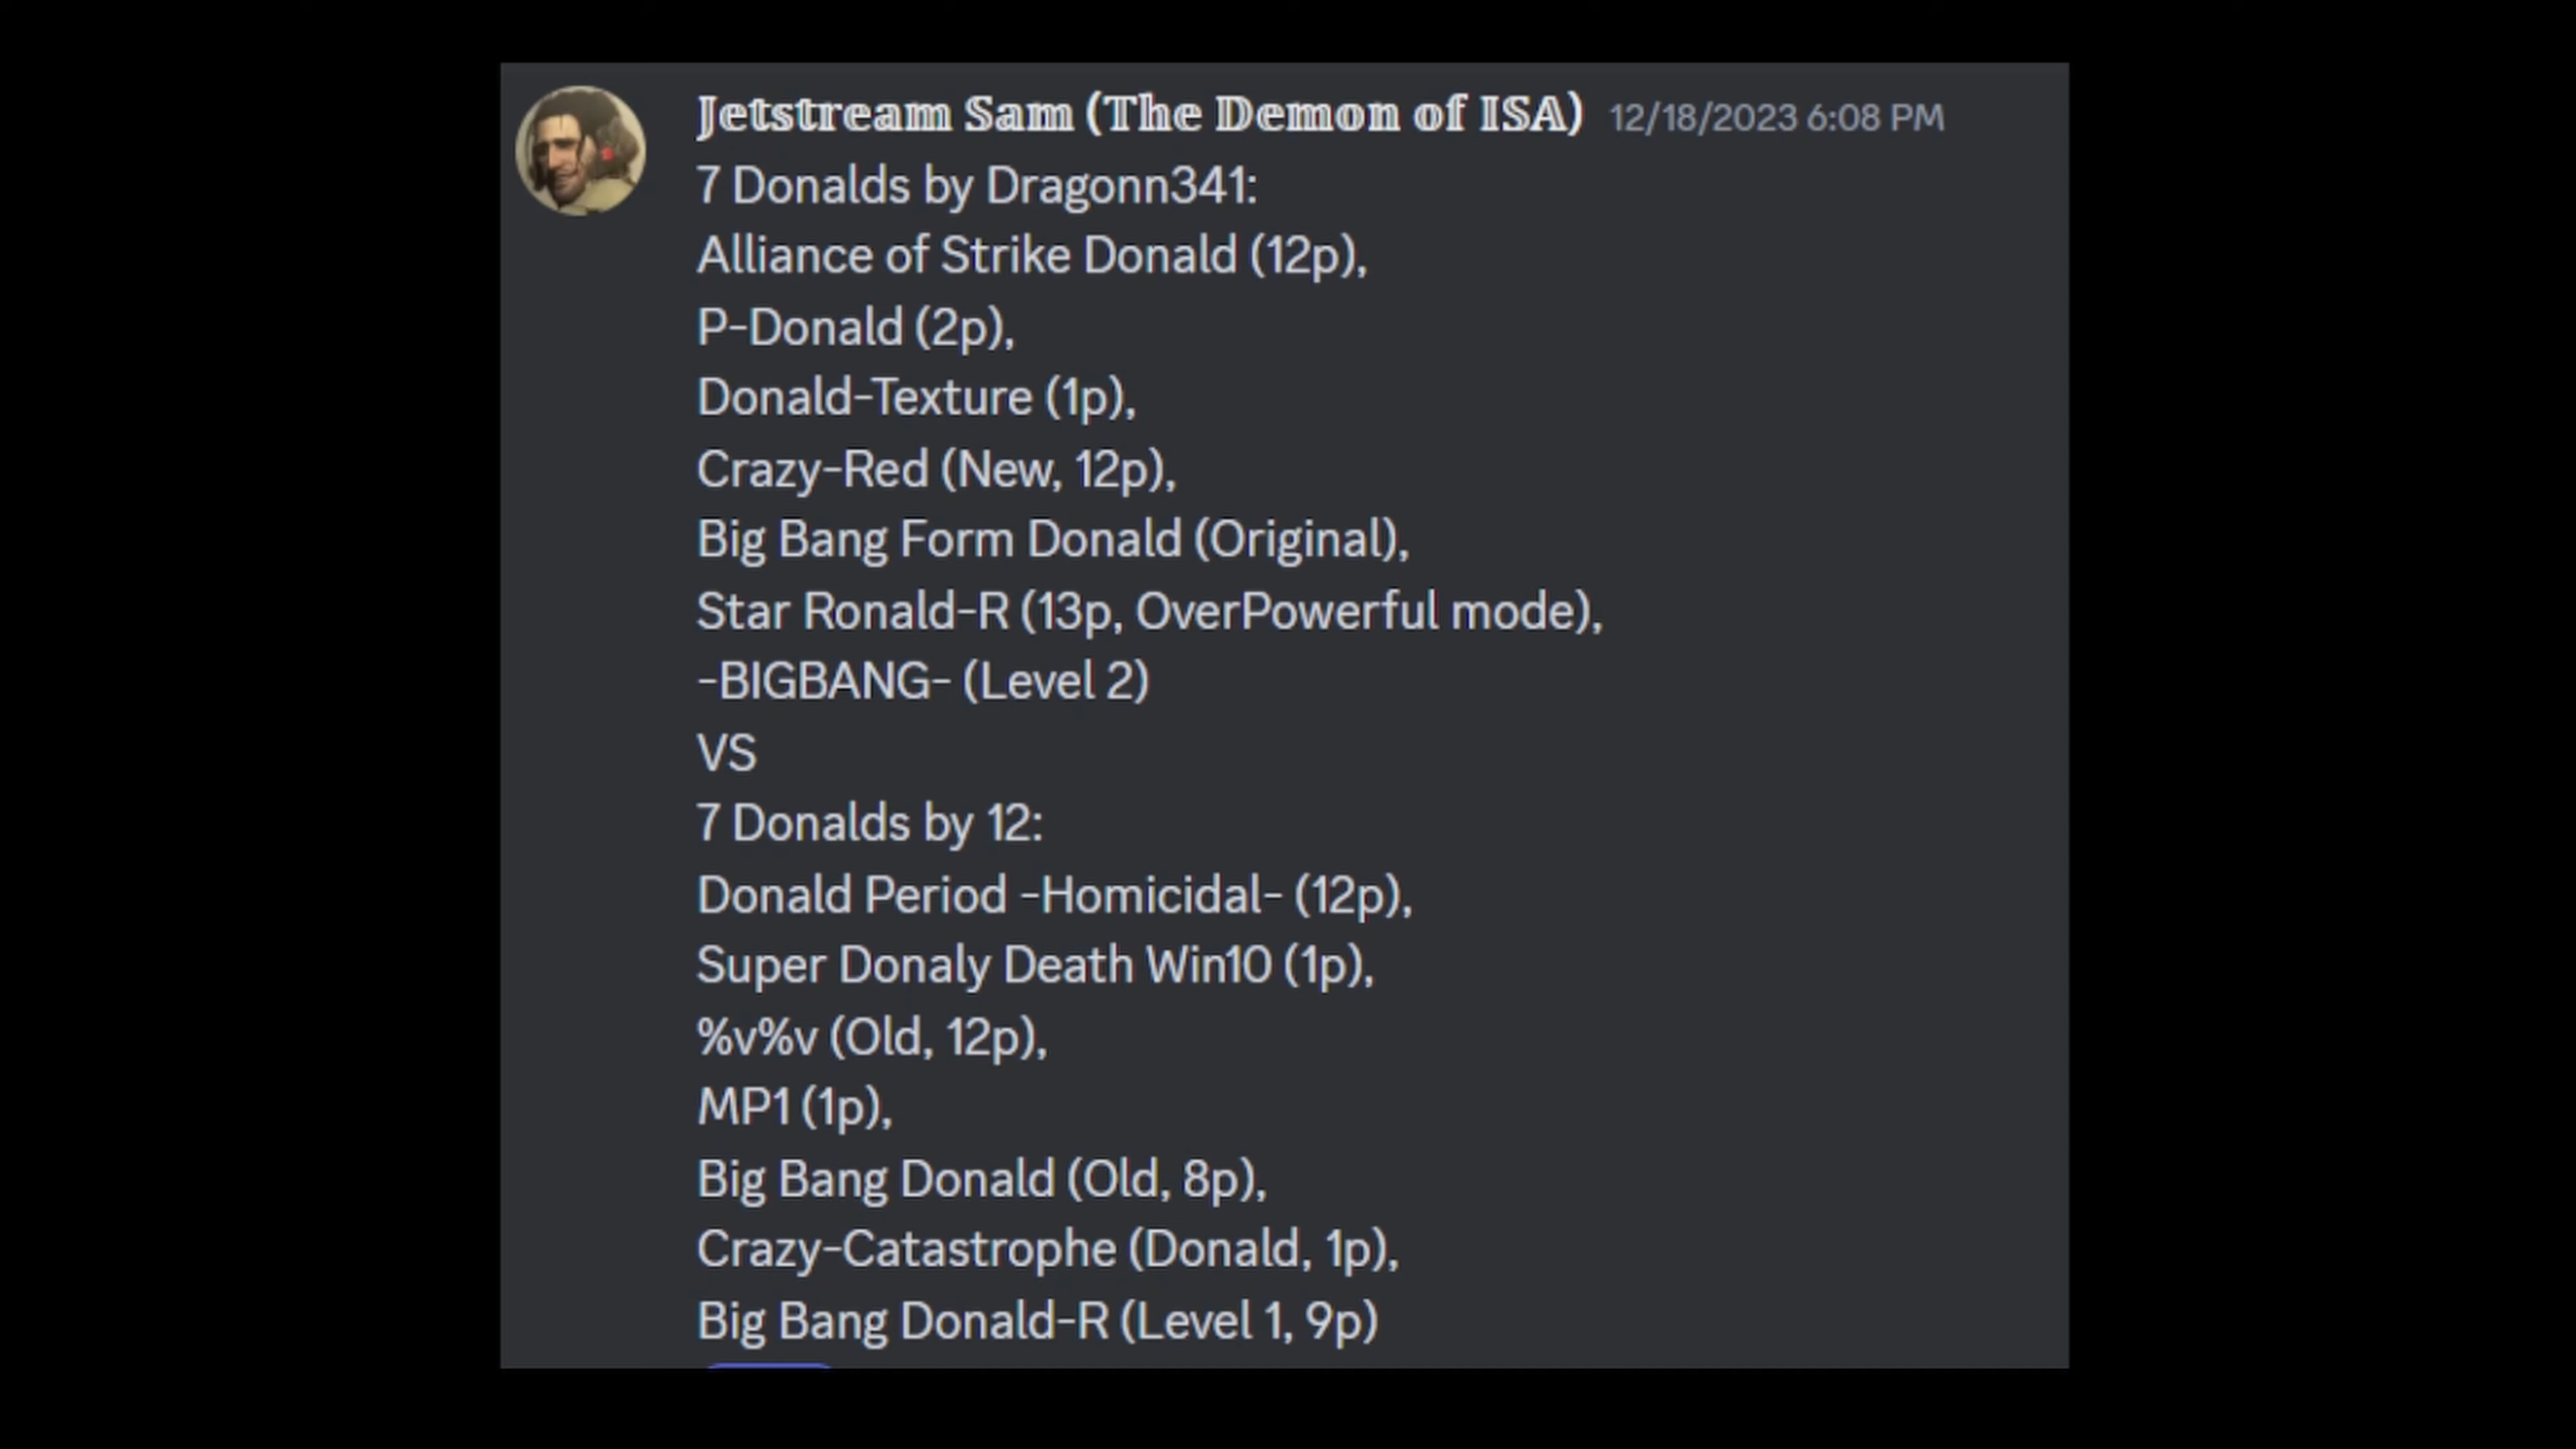 Jetstream Sam (The Demon of ISA) 12/18/2023 6:08 PM
7 Donalds by Dragonn341:
Alliance of Strike Donald (12p),
P-Donald (2p),
Donald-Texture (1p),
Crazy-Red (New, 12p),
Big Bang Form Donald (Original),
Star Ronald-R (13p, OverPowerful mode),
-BIGBANG- (Level 2)
VS
7 Donalds by 12:
Donald Period -Homicidal- (12p),
Super Donaly Death Win10 (1p),
%v%v (Old, 12p),
MP1 (1p),
Big Bang Donald (Old, 8p),
Crazy-Catastrophe (Donald, 1p),
Big Bang Donald-R (Level 1, 9p)